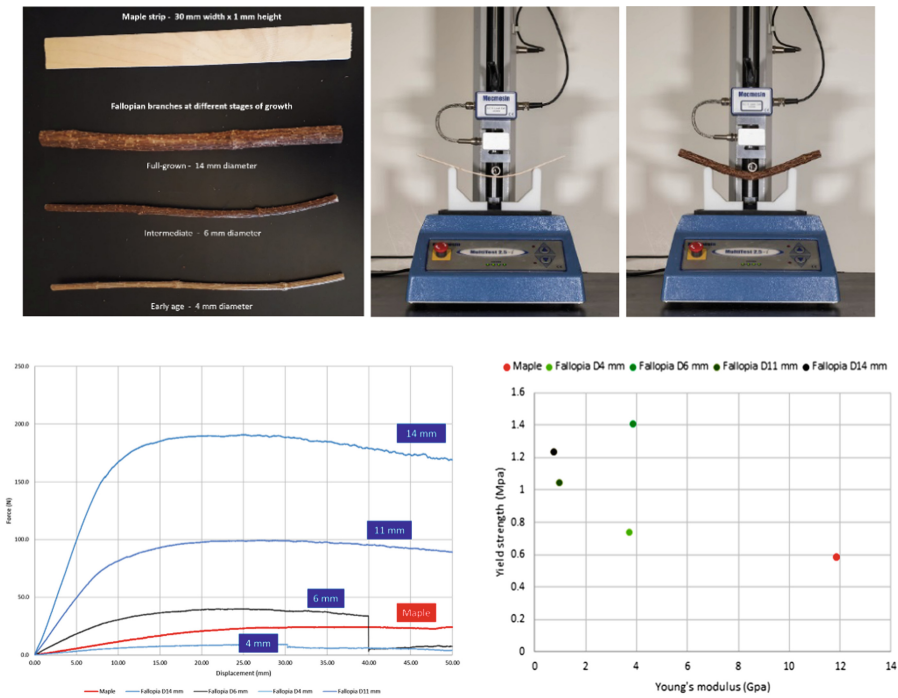 Maple strip - 30 mm width x 1 mm height
Fallopian branches at different stages of growth
Full-grown - 14 mm diameter
Intermediate - 6 mm diameter
Early age - 4 mm diameter
Mecmesin
Mecmesin
MultiTest 2.5-i
MultiTest 2.5-i
250.0
200.0
150.0
100.0
50.0
0.0
Force (N)
14 mm
11 mm
6 mm
Maple
4 mm
0.00 5.00 10.00 15.00 20.00 25.00 30.00 35.00 40.00 45.00 50.00
Displacement (mm)
Maple Fallopia D14 mm Fallopia D6 mm Fallopia D4 mm Fallopia D11 mm
Maple Fallopia D4 mm Fallopia D6 mm Fallopia D11 mm Fallopia D14 mm
1.6
1.4
1.2
1
0.8
0.6
0.4
0.2
0
Yield strength (Mpa)
0 2 4 6 8 10 12 14
Young's modulus (Gpa)